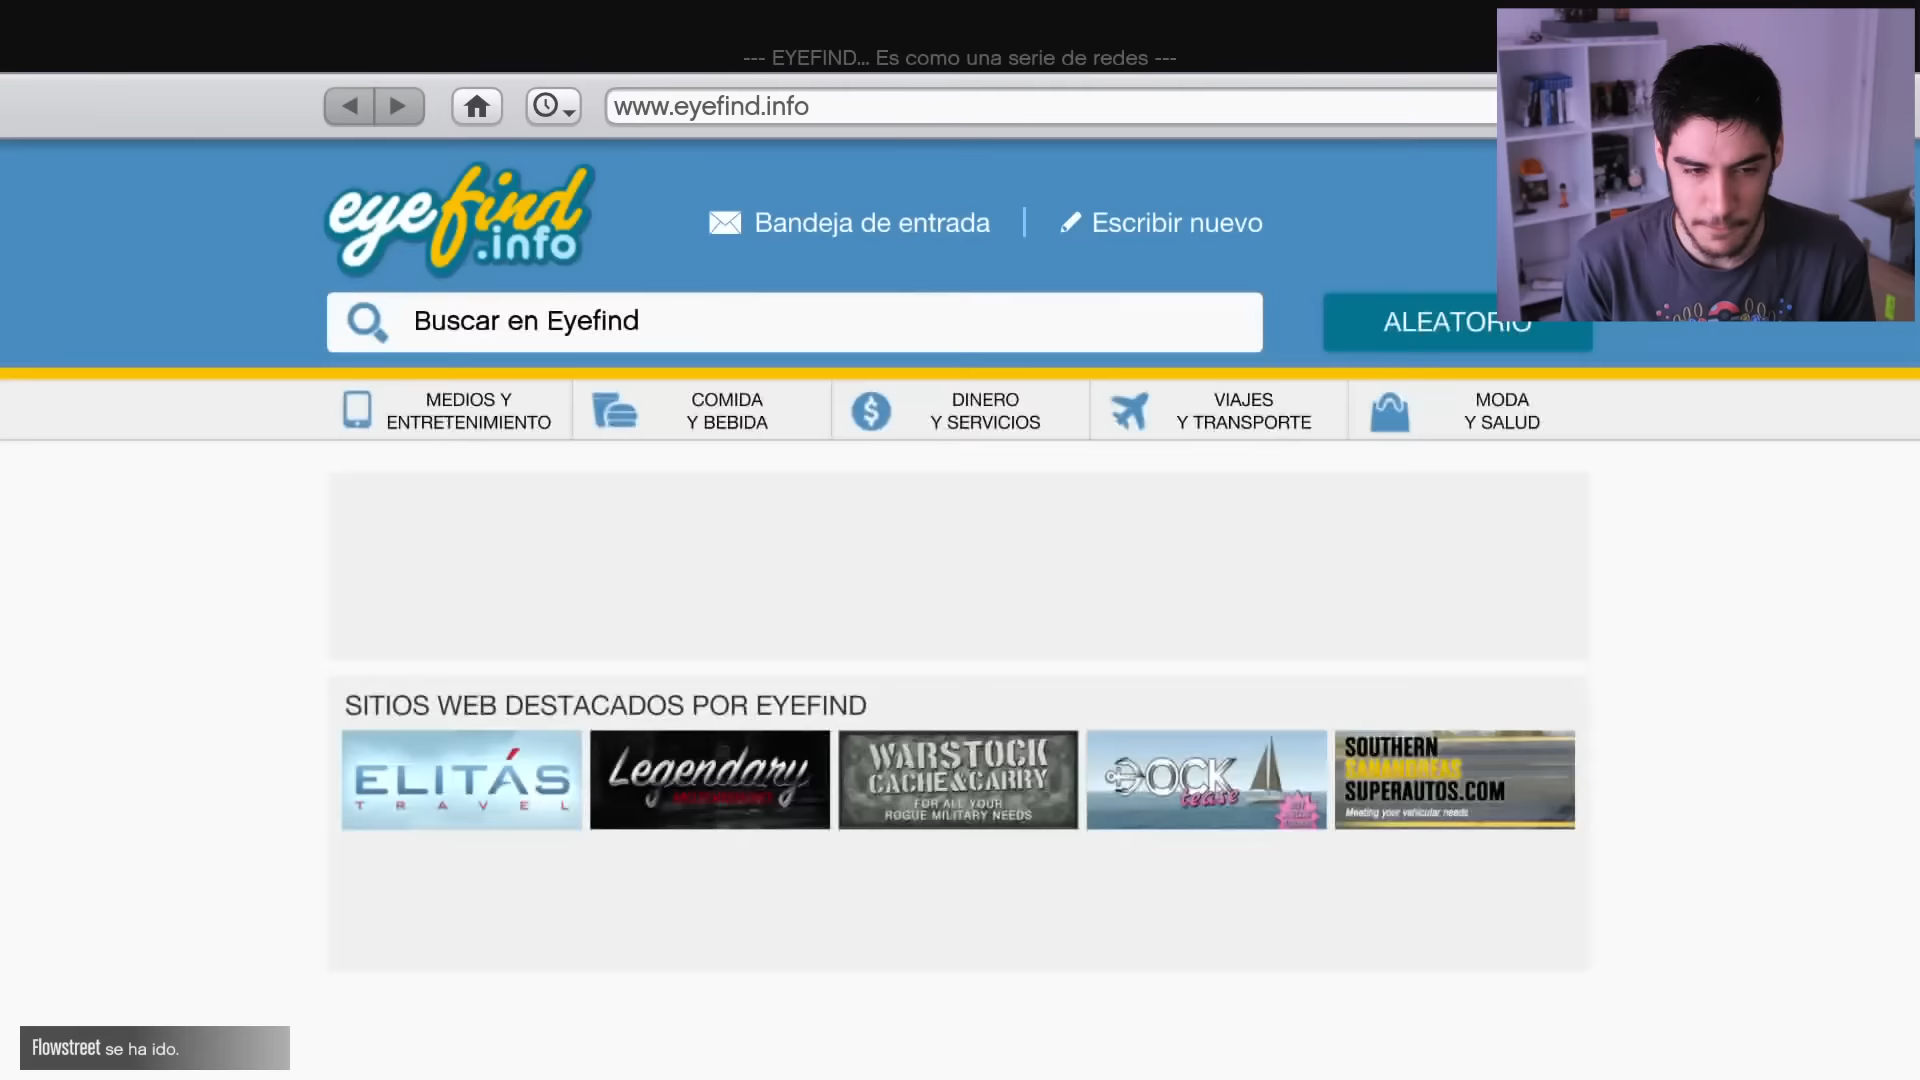 --- EYEFIND... Es como una serie de redes ---
www.eyefind.info
eyefind
.info
Bandeja de entrada
Escribir nuevo
Buscar en Eyefind
ALEATORIO
MEDIOS Y
ENTRETENIMIENTO
COMIDA
Y BEBIDA
DINERO
Y SERVICIOS
VIAJES
Y TRANSPORTE
MODA
Y SALUD
SITIOS WEB DESTACADOS POR EYEFIND
ELITÁS
TRAVEL
Legendary
WARSTOCK
CACHE&CARRY
FOR ALL YOUR
ROGUE MILITARY NEEDS
DOCK
tease
SOUTHERN
SANANDREAS
SUPERAUTOS.COM
Meeting your vehicular needs
Flowstreet se ha ido.